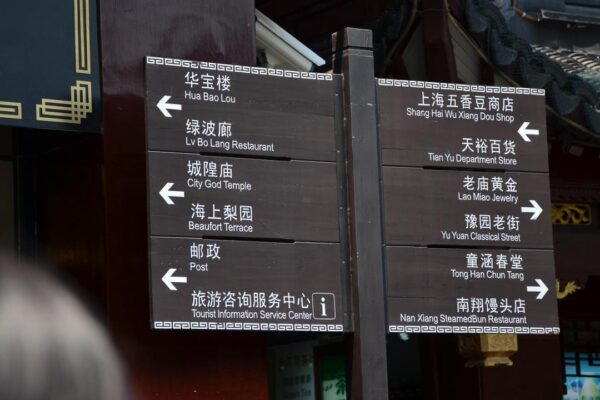 华宝楼
Hua Bao Lou
绿波廊
Lv Bo Lang Restaurant
城隍庙
City God Temple
海上梨园
Beaufort Terrace
邮政
Post
旅游咨询服务中心
Tourist Information Service Center
i
上海五香豆商店
Shang Hai Wu Xiang Dou Shop
天裕百货
Tian Yu Department Store
老庙黄金
Lao Miao Jewelry
豫园老街
Yu Yuan Classical Street
童涵春堂
Tong Han Chun Tang
南翔馒头店
Nan Xiang SteamedBun Restaurant